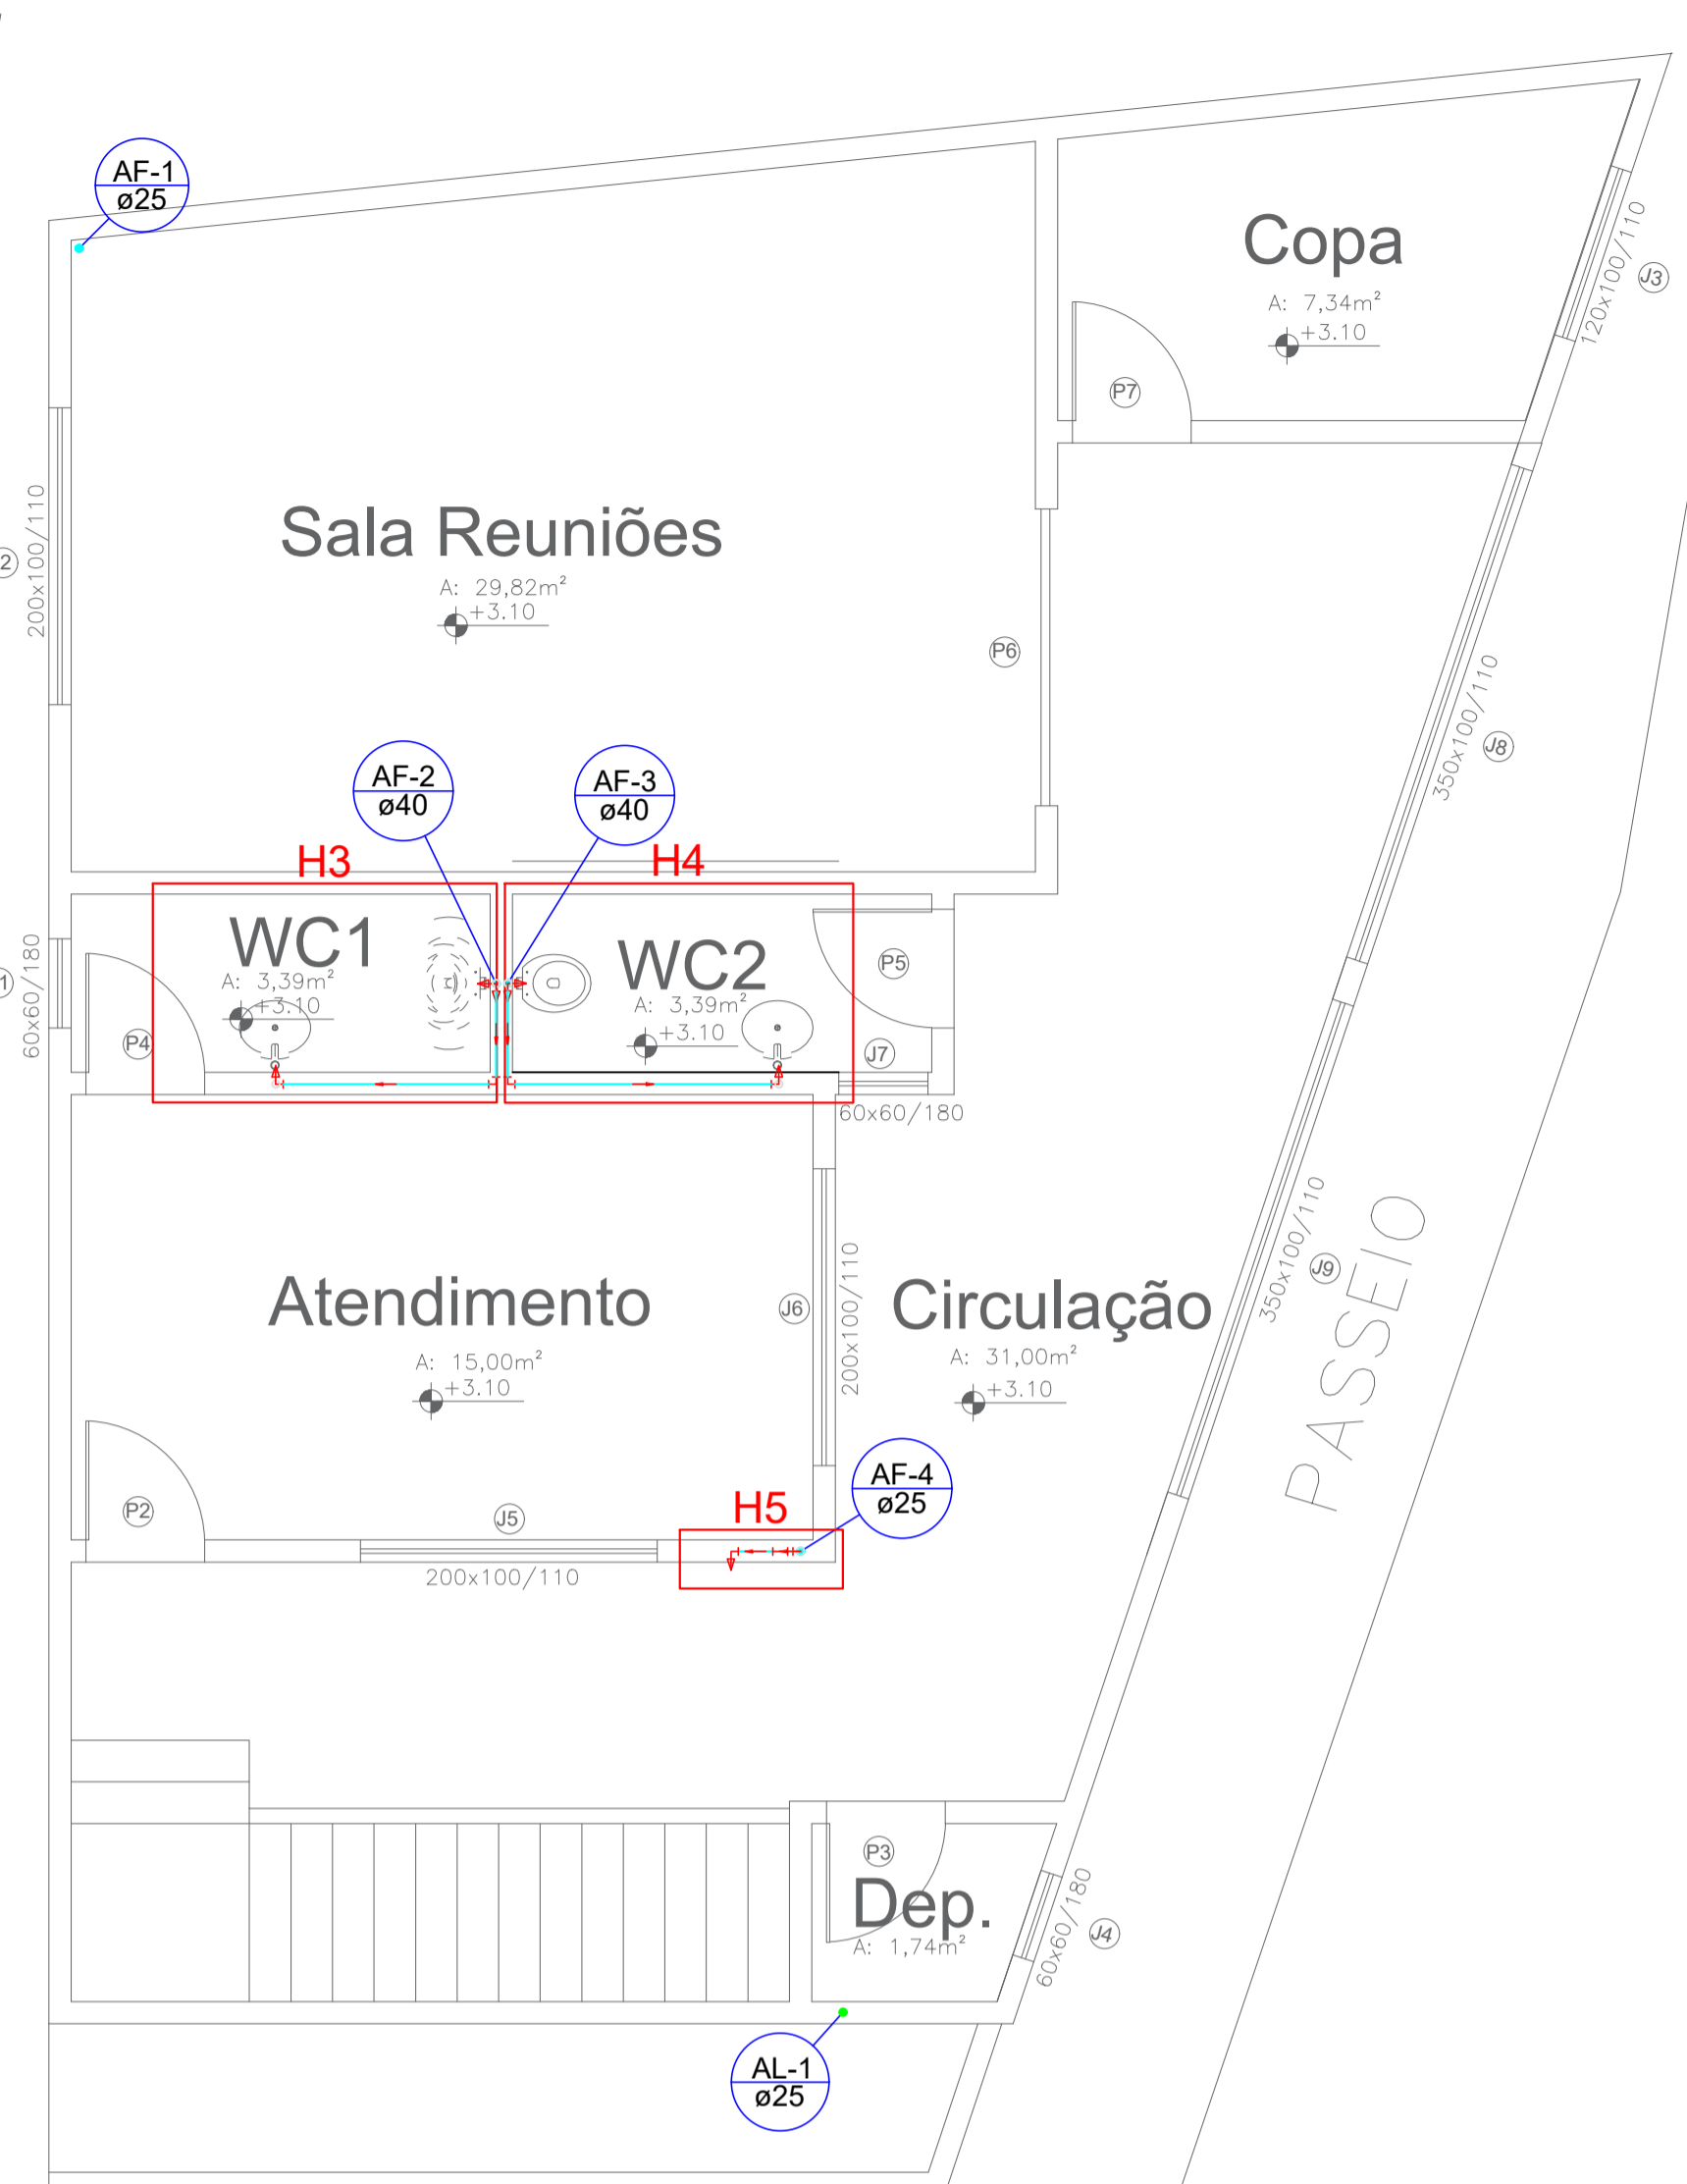 AF-1
ø25
Copa
A: 7,34m²
+3.10
120x100/110
J3
P7
200x100/110
2
Sala Reuniões
A: 29,82m²
+3.10
P6
350x100/110
J8
AF-2
ø40
AF-3
ø40
H3
H4
WC1
A: 3,39m²
+3.10
WC2
A: 3,39m²
+3.10
P5
60x60/180
1
P4
J7
60x60/180
Atendimento
A: 15,00m²
+3.10
J6
200x100/110
Circulação
A: 31,00m²
+3.10
350x100/110
J9
PASSEIO
AF-4
ø25
H5
P2
J5
200x100/110
P3
Dep.
A: 1,74m²
60x60/180
J4
AL-1
ø25